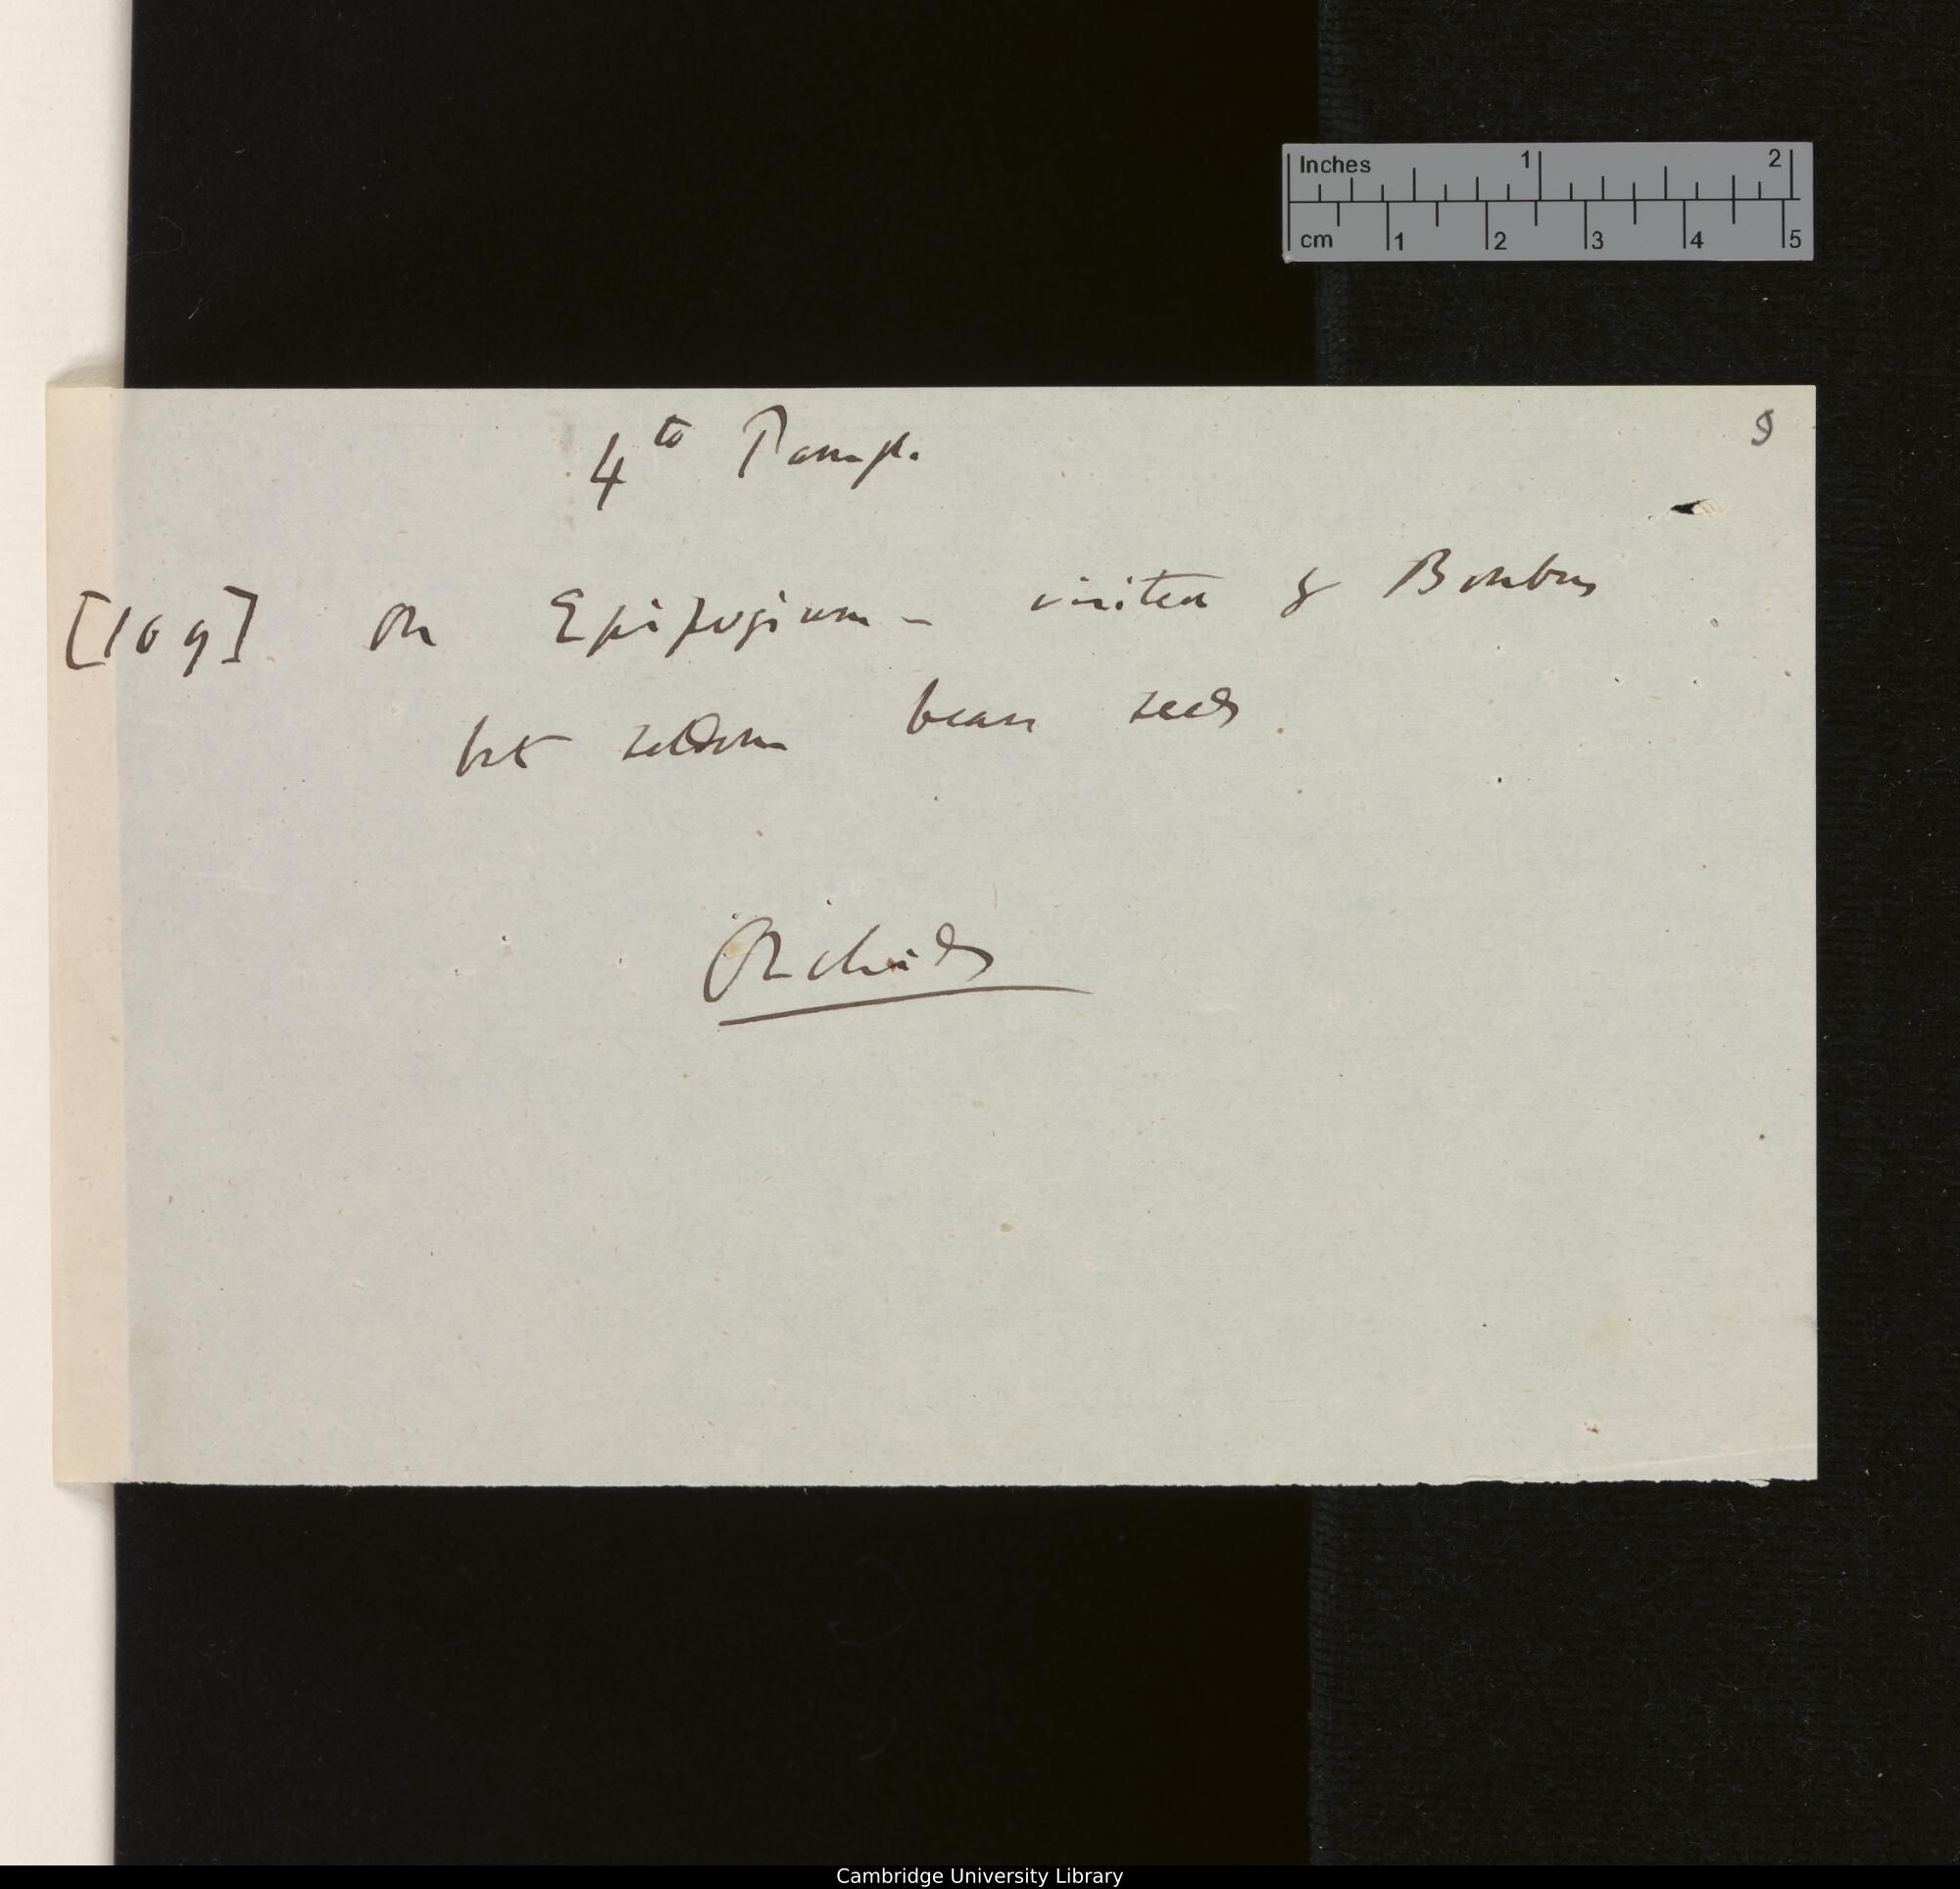 Inches 1 2
cm 1 2 3 4 5
9
4to Pamph.
[109] On Epipogium – visited by Bombus
but seldom bears seeds
Orchids
Cambridge University Library